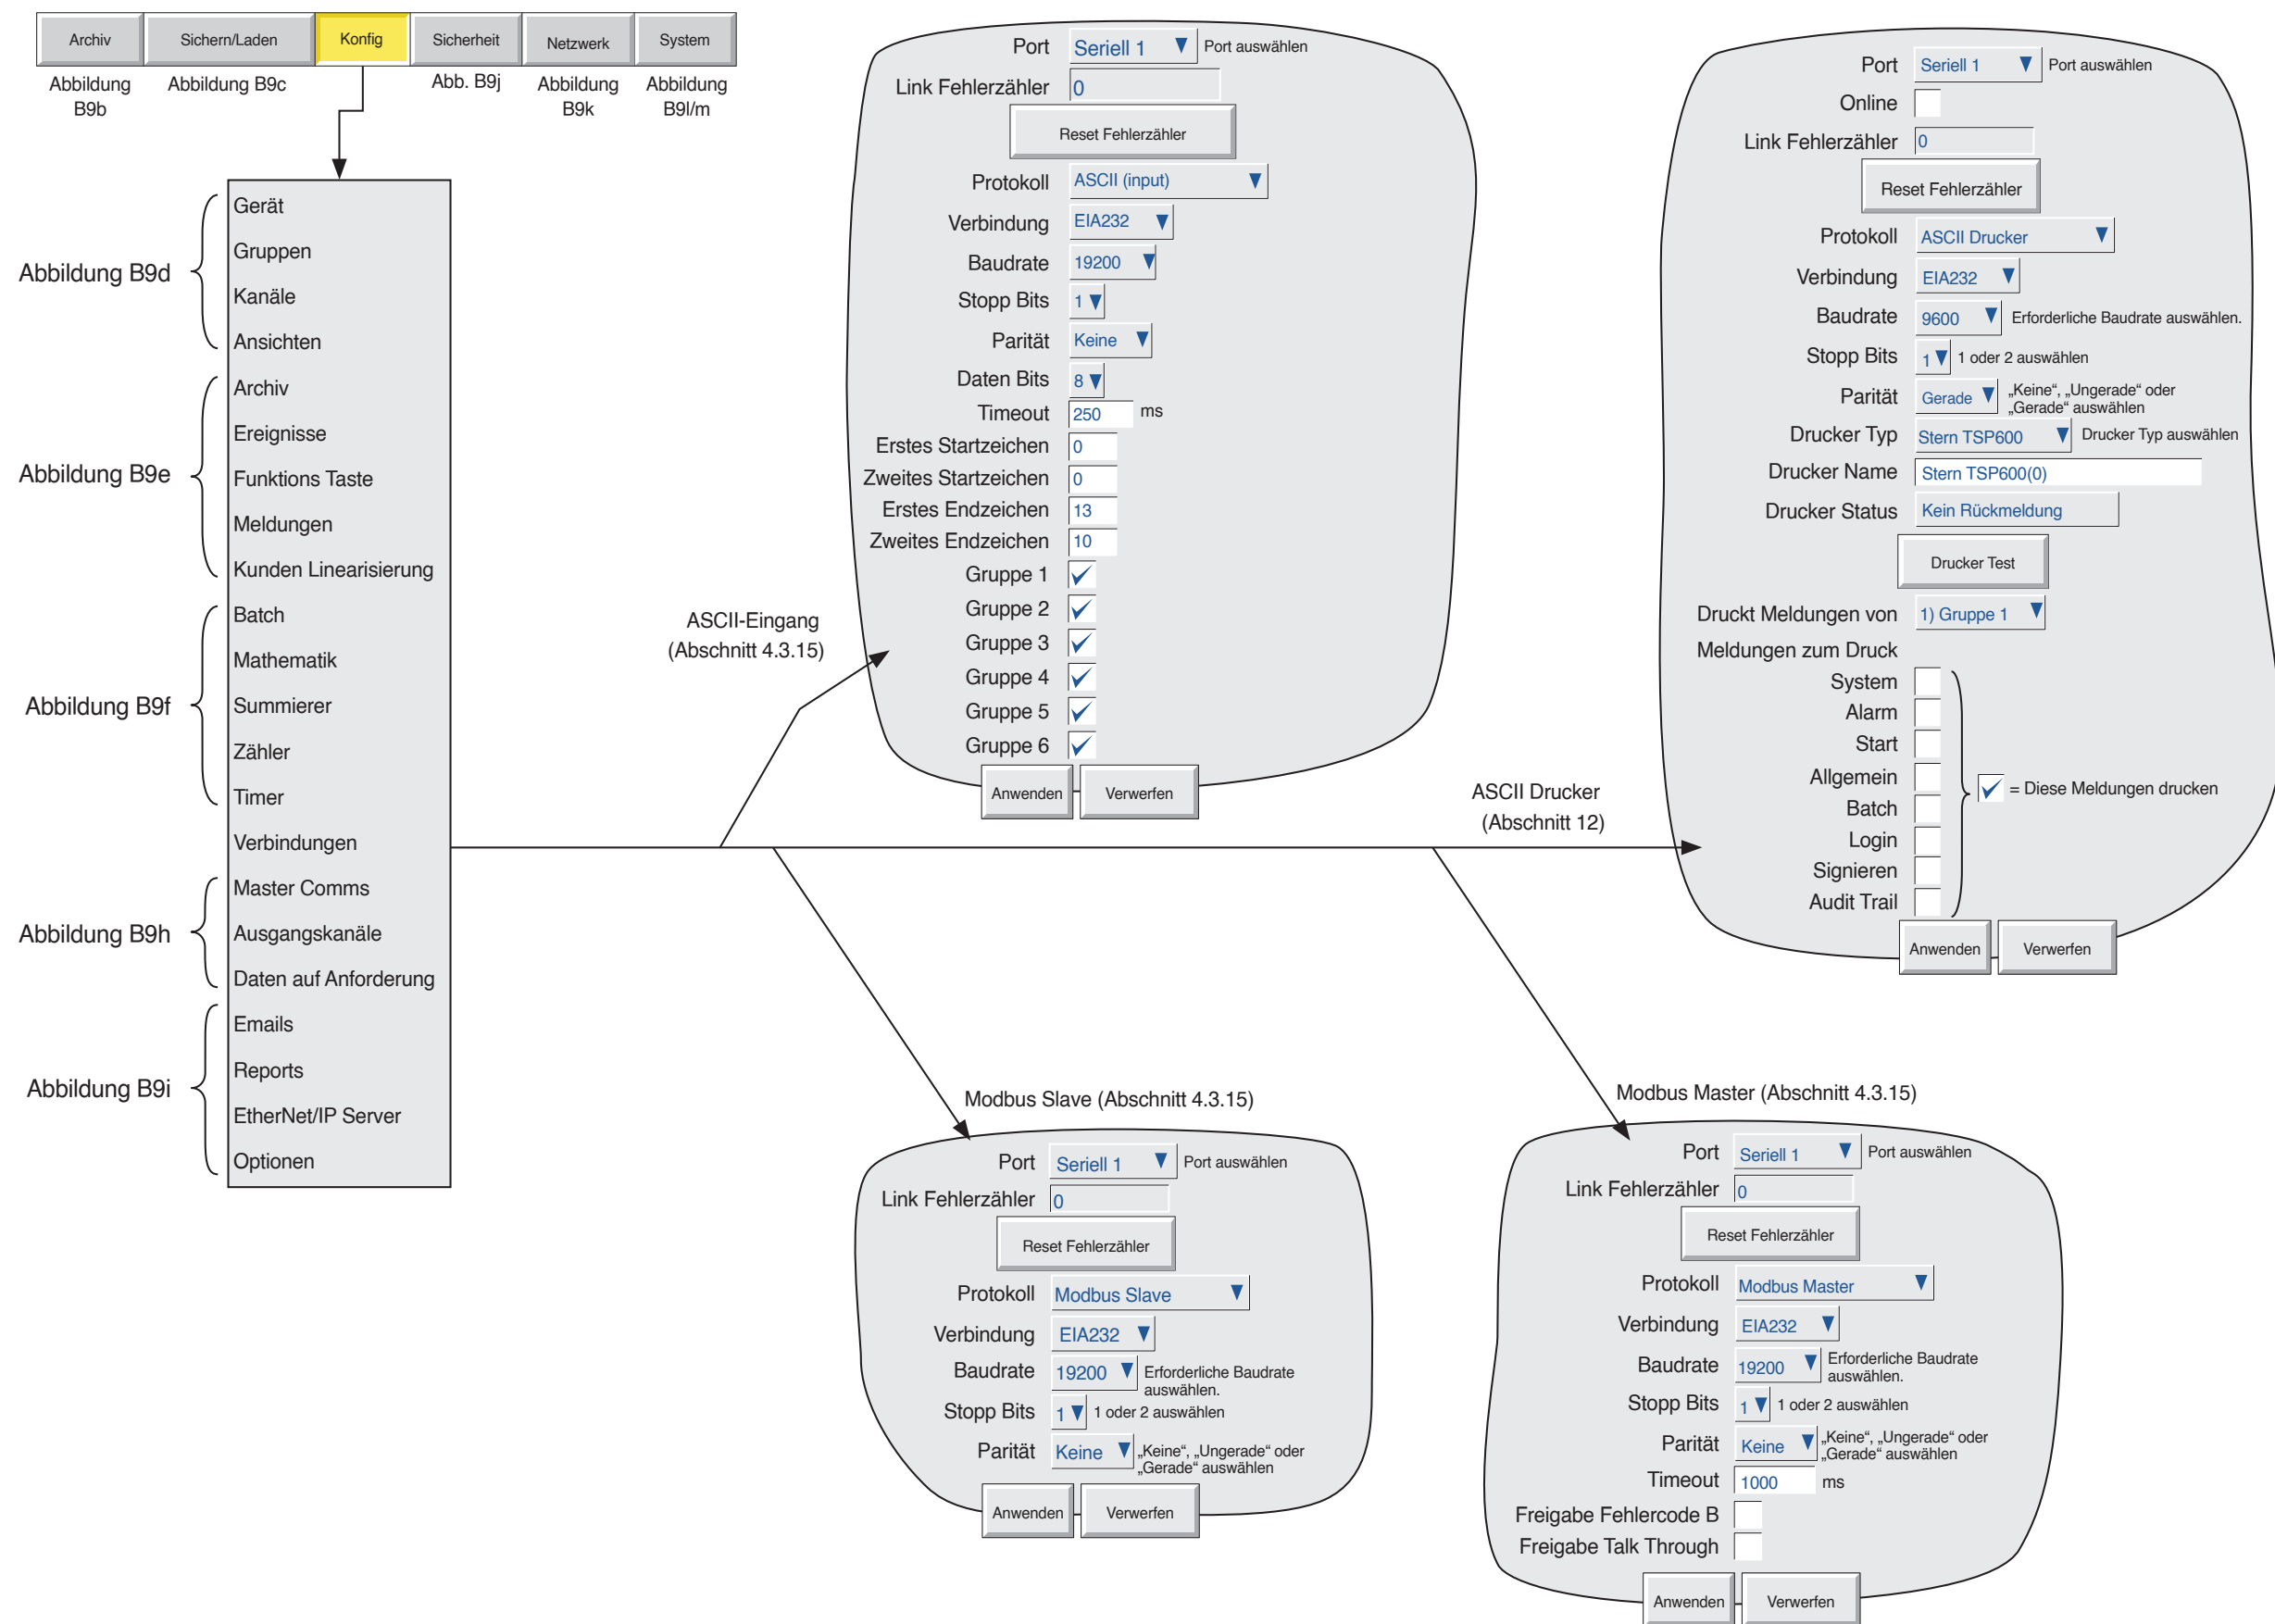 Archiv
Sichern/Laden
Konfig
Sicherheit
Netzwerk
System
Abbildung
B9b
Abbildung B9c
Abb. B9j
Abbildung
B9k
Abbildung
B9l/m
Abbildung B9d
Gerät
Gruppen
Kanäle
Ansichten
Abbildung B9e
Archiv
Ereignisse
Funktions Taste
Meldungen
Kunden Linearisierung
Abbildung B9f
Batch
Mathematik
Summierer
Zähler
Timer
Verbindungen
Abbildung B9h
Master Comms
Ausgangskanäle
Daten auf Anforderung
Abbildung B9i
Emails
Reports
EtherNet/IP Server
Optionen
ASCII-Eingang
(Abschnitt 4.3.15)
Port Seriell 1 Port auswählen
Link Fehlerzähler 0
Reset Fehlerzähler
Protokoll ASCII (input)
Verbindung EIA232
Baudrate 19200
Stopp Bits 1
Parität Keine
Daten Bits 8
Timeout 250 ms
Erstes Startzeichen 0
Zweites Startzeichen 0
Erstes Endzeichen 13
Zweites Endzeichen 10
Gruppe 1
Gruppe 2
Gruppe 3
Gruppe 4
Gruppe 5
Gruppe 6
Anwenden Verwerfen
ASCII Drucker
(Abschnitt 12)
Port Seriell 1 Port auswählen
Online
Link Fehlerzähler 0
Reset Fehlerzähler
Protokoll ASCII Drucker
Verbindung EIA232
Baudrate 9600 Erforderliche Baudrate auswählen.
Stopp Bits 1 1 oder 2 auswählen
Parität Gerade „Keine“, „Ungerade“ oder
„Gerade“ auswählen
Drucker Typ Stern TSP600 Drucker Typ auswählen
Drucker Name Stern TSP600(0)
Drucker Status Kein Rückmeldung
Drucker Test
Druckt Meldungen von 1) Gruppe 1
Meldungen zum Druck
System
Alarm
Start
Allgemein
Batch
Login
Signieren
Audit Trail
= Diese Meldungen drucken
Anwenden Verwerfen
Modbus Slave (Abschnitt 4.3.15)
Port Seriell 1 Port auswählen
Link Fehlerzähler 0
Reset Fehlerzähler
Protokoll Modbus Slave
Verbindung EIA232
Baudrate 19200 Erforderliche Baudrate
auswählen.
Stopp Bits 1 1 oder 2 auswählen
Parität Keine „Keine“, „Ungerade“ oder
„Gerade“ auswählen
Anwenden Verwerfen
Modbus Master (Abschnitt 4.3.15)
Port Seriell 1 Port auswählen
Link Fehlerzähler 0
Reset Fehlerzähler
Protokoll Modbus Master
Verbindung EIA232
Baudrate 19200 Erforderliche Baudrate
auswählen.
Stopp Bits 1 1 oder 2 auswählen
Parität Keine „Keine“, „Ungerade“ oder
„Gerade“ auswählen
Timeout 1000 ms
Freigabe Fehlercode B
Freigabe Talk Through
Anwenden Verwerfen